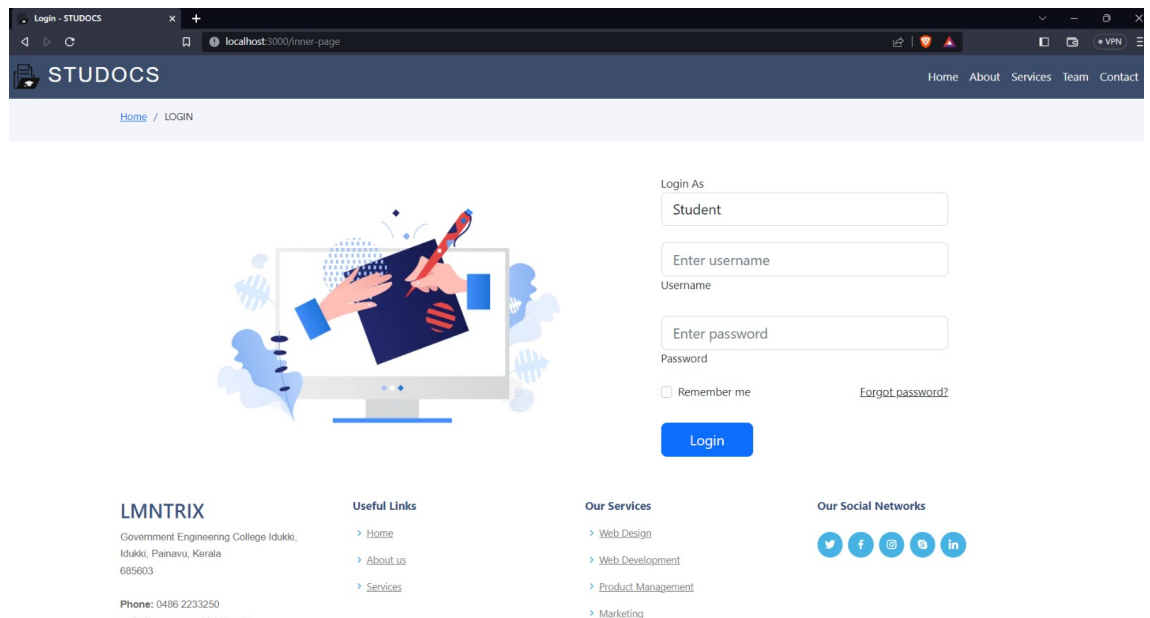 Login - STUDOCS
localhost:3000/inner-page
VPN
STUDOCS
Home About Services Team Contact
Home / LOGIN
Login As
Student
Enter username
Username
Enter password
Password
Remember me Forgot password?
Login
LMNTRIX
Government Engineering College Idukki,
Idukki, Painavu, Kerala
685603
Phone: 0486 2233250
Useful Links
Home
About us
Services
Our Services
Web Design
Web Development
Product Management
Marketing
Our Social Networks